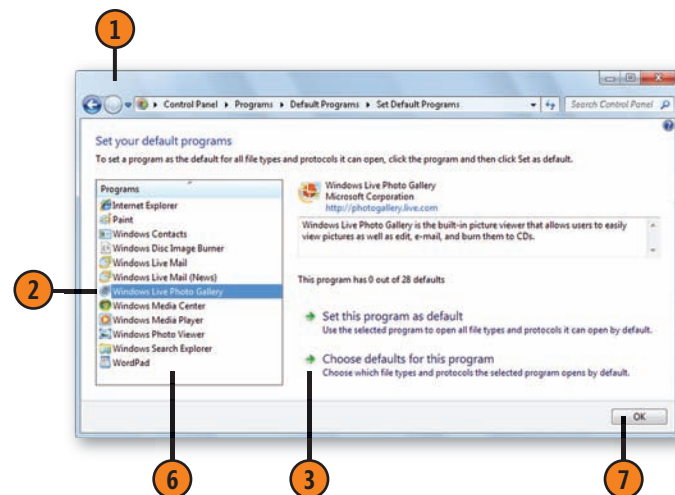 1
Control Panel ▸ Programs ▸ Default Programs ▸ Set Default Programs
Search Control Panel
Set your default programs
To set a program as the default for all file types and protocols it can open, click the program and then click Set as default.
Programs
Internet Explorer
Paint
Windows Contacts
Windows Disc Image Burner
Windows Live Mail
Windows Live Mail (News)
Windows Live Photo Gallery
Windows Media Center
Windows Media Player
Windows Photo Viewer
Windows Search Explorer
WordPad
2
Windows Live Photo Gallery
Microsoft Corporation
http://photogallery.live.com
Windows Live Photo Gallery is the built-in picture viewer that allows users to easily
view pictures as well as edit, e-mail, and burn them to CDs.
This program has 0 out of 28 defaults
Set this program as default
Use the selected program to open all file types and protocols it can open by default.
Choose defaults for this program
Choose which file types and protocols the selected program opens by default.
OK
6
3
7